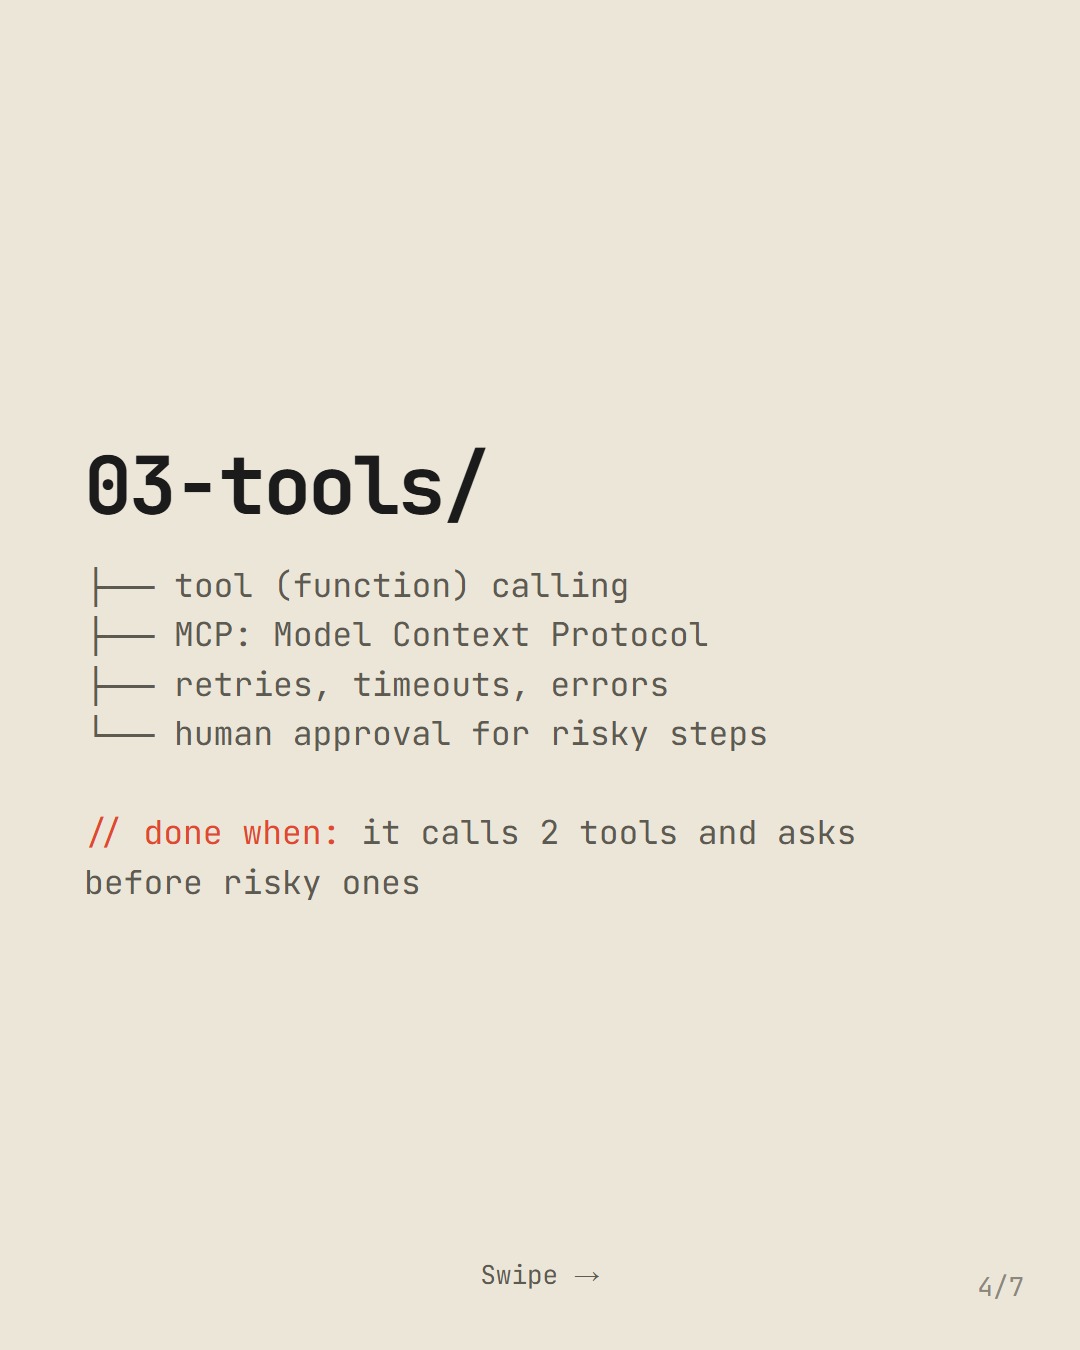 03-tools/
├── tool (function) calling
├── MCP: Model Context Protocol
├── retries, timeouts, errors
└── human approval for risky steps
// done when: it calls 2 tools and asks
before risky ones
Swipe →
4/7